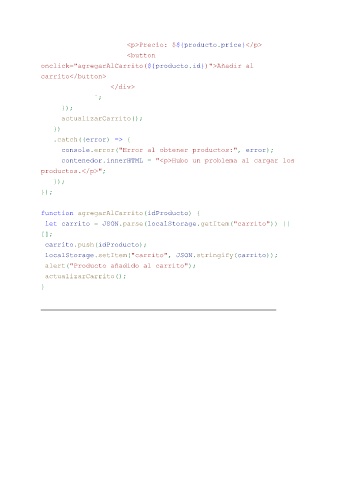 <p>Precio: $${producto.price}</p>
<button
onclick="agregarAlCarrito(${producto.id})">Añadir al
carrito</button>
</div>
`;
});
actualizarCarrito();
})
.catch((error) => {
console.error("Error al obtener productos:", error);
contenedor.innerHTML = "<p>Hubo un problema al cargar los
productos.</p>";
});
});
function agregarAlCarrito(idProducto) {
let carrito = JSON.parse(localStorage.getItem("carrito")) ||
[];
carrito.push(idProducto);
localStorage.setItem("carrito", JSON.stringify(carrito));
alert("Producto añadido al carrito");
actualizarCarrito();
}